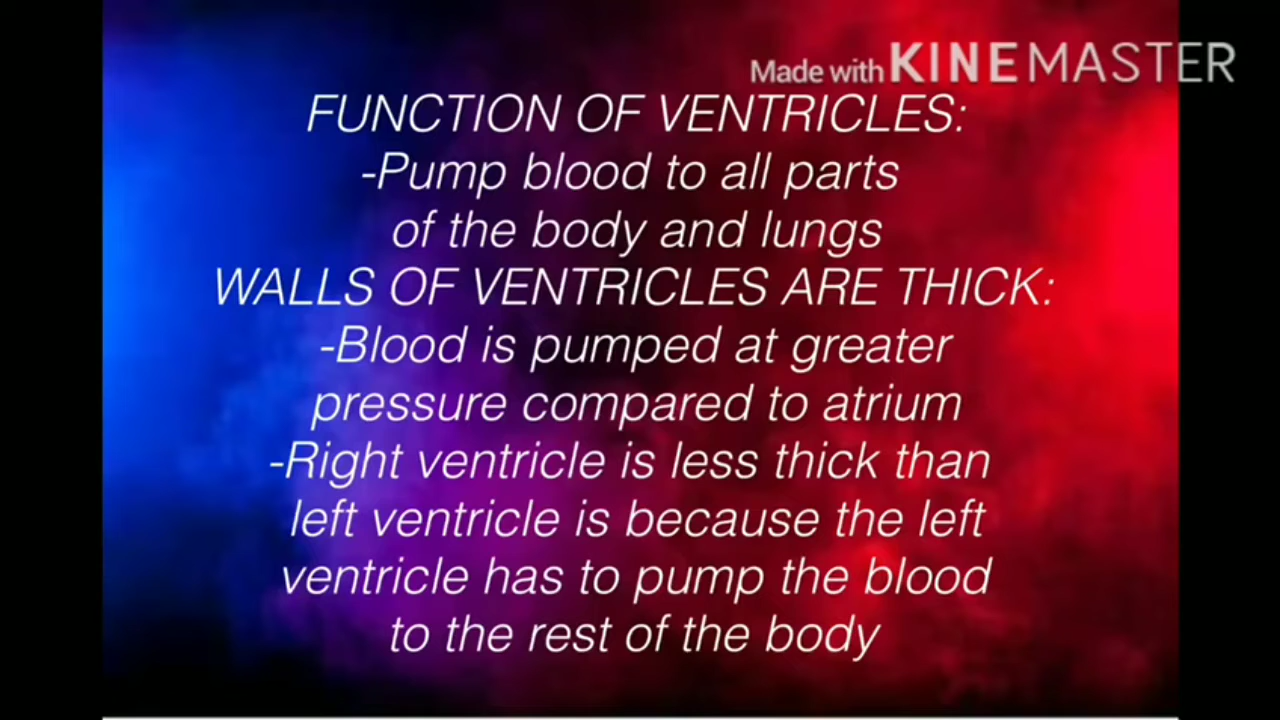 Made with KINEMASTER
FUNCTION OF VENTRICLES:
-Pump blood to all parts
of the body and lungs
WALLS OF VENTRICLES ARE THICK:
-Blood is pumped at greater
pressure compared to atrium
-Right ventricle is less thick than
left ventricle is because the left
ventricle has to pump the blood
to the rest of the body